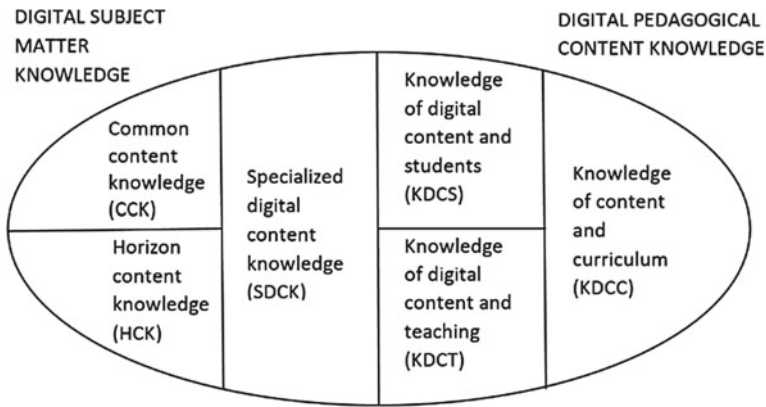 DIGITAL SUBJECT
MATTER
KNOWLEDGE
DIGITAL PEDAGOGICAL
CONTENT KNOWLEDGE
Common
content
knowledge
(CCK)
Horizon
content
knowledge
(HCK)
Specialized
digital
content
knowledge
(SDCK)
Knowledge
of digital
content and
students
(KDCS)
Knowledge
of digital
content and
teaching
(KDCT)
Knowledge
of content
and
curriculum
(KDCC)